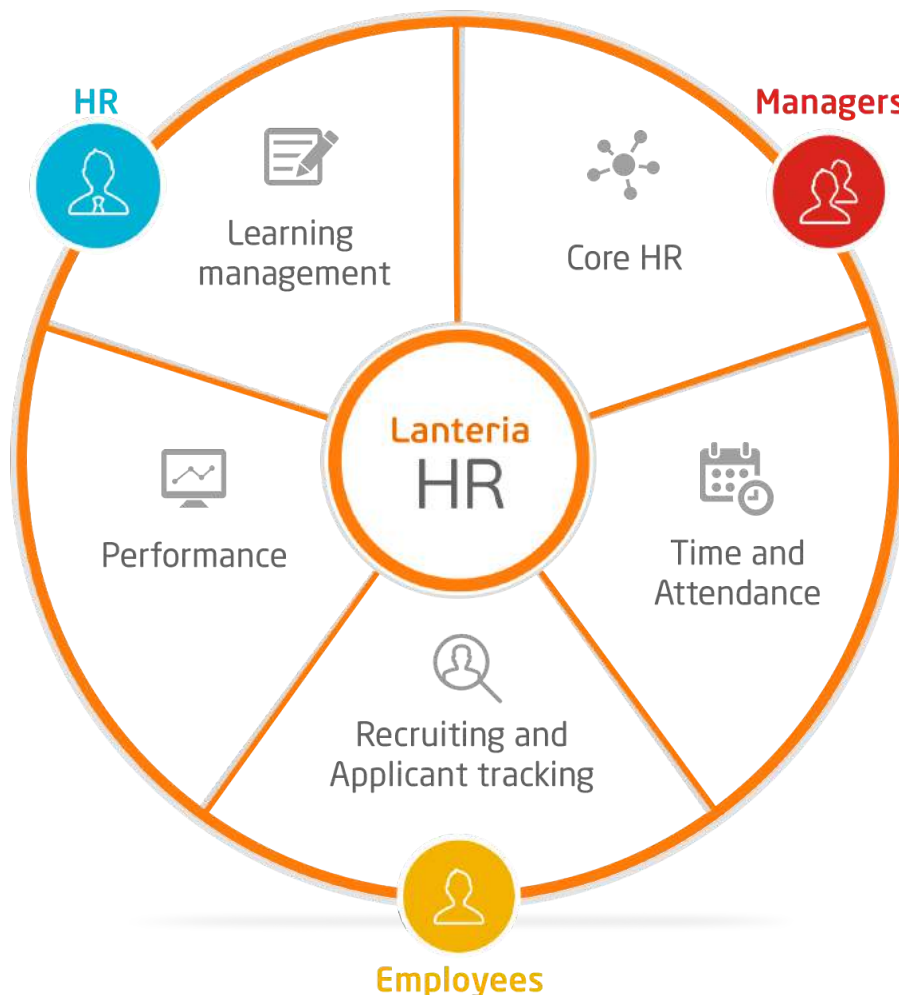 HR
Managers
Learning
management
Core HR
Lanteria
HR
Performance
Time and
Attendance
Recruiting and
Applicant tracking
Employees